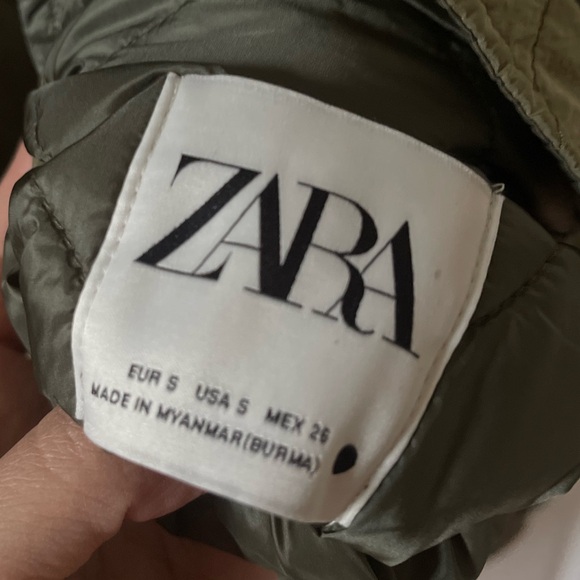 ZARA
EUR S USA S MEX 26
MADE IN MYANMAR(BURMA)